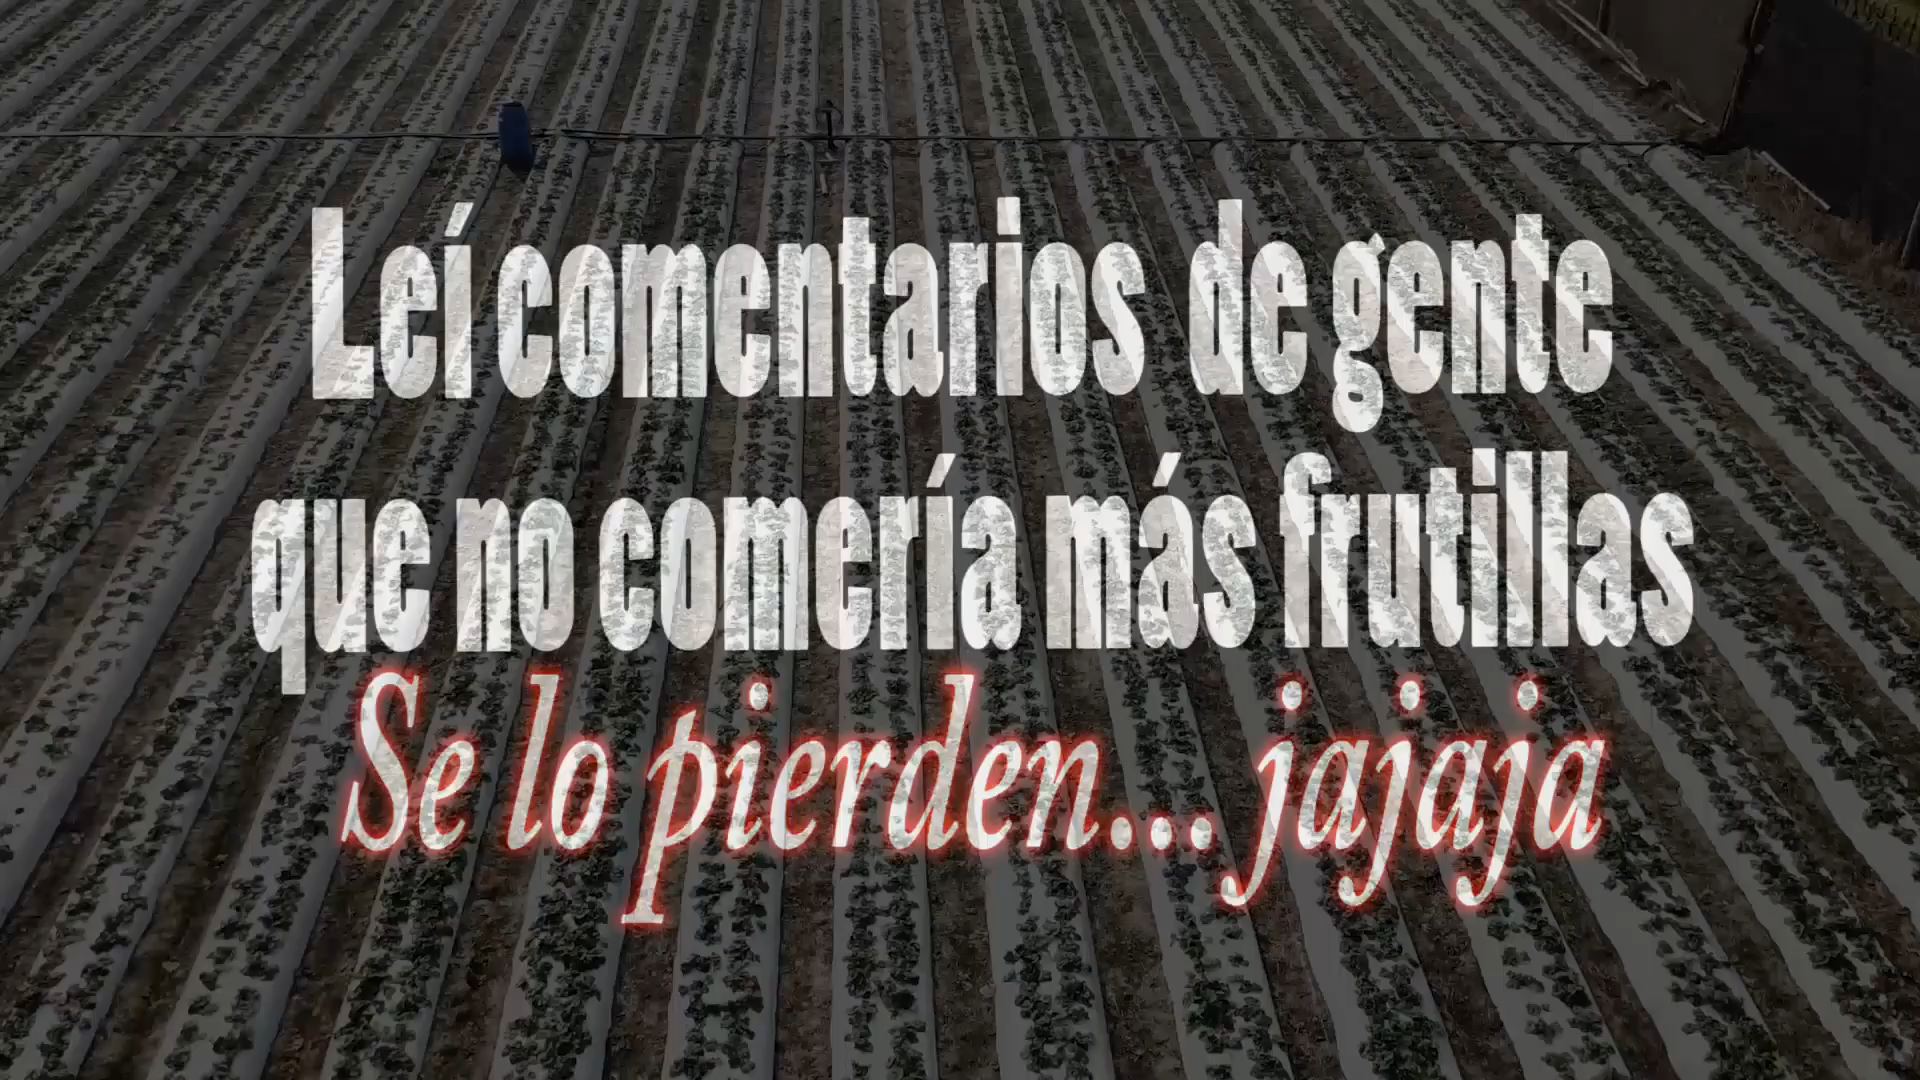 Leí comentarios de gente
que no comería más frutillas
Se lo pierden... jajaja